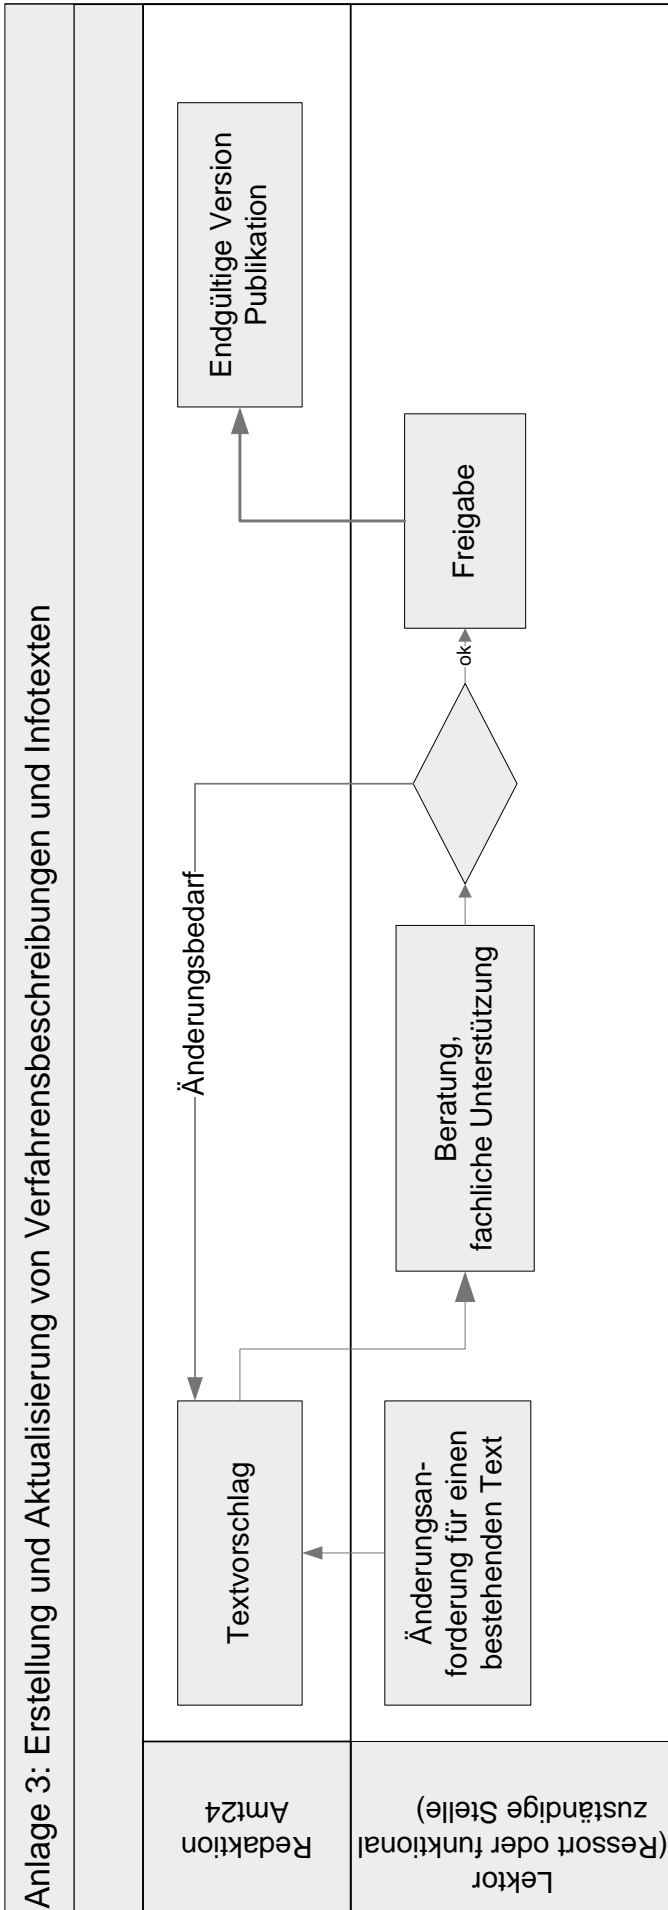 Anlage 3: Erstellung und Aktualisierung von Verfahrensbeschreibungen und Infotexten
Redaktion
Amt24
Textvorschlag
Änderungsbedarf
Endgültige Version
Publikation
Lektor
(Ressort oder funktional
zuständige Stelle)
Änderungsan-
forderung für einen
bestehenden Text
Beratung,
fachliche Unterstützung
ok
Freigabe